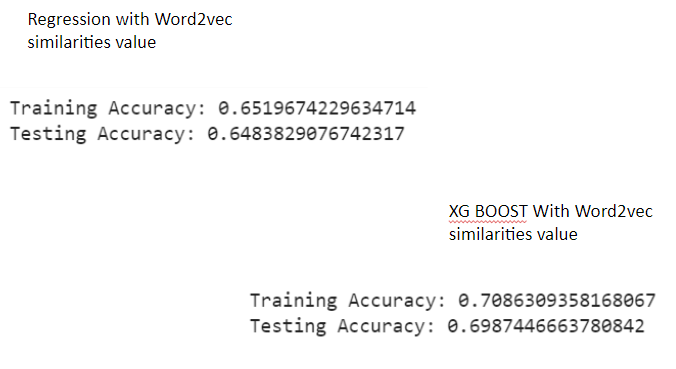 Regression with Word2vec
similarities value
Training Accuracy: 0.6519674229634714
Testing Accuracy: 0.6483829076742317
XG BOOST With Word2vec
similarities value
Training Accuracy: 0.7086309358168067
Testing Accuracy: 0.6987446663780842